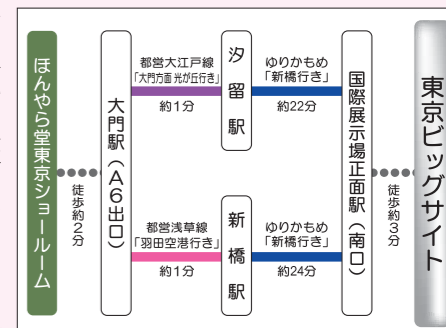 ほんやら堂東京ショールーム
徒歩約2分
大門駅（A6出口）
都営大江戸線
「大門方面 光が丘行き」
約1分
汐留駅
ゆりかもめ
「新橋行き」
約22分
都営浅草線
「羽田空港行き」
約1分
新橋駅
ゆりかもめ
「新橋行き」
約24分
国際展示場正面駅（南口）
徒歩約3分
東京ビッグサイト